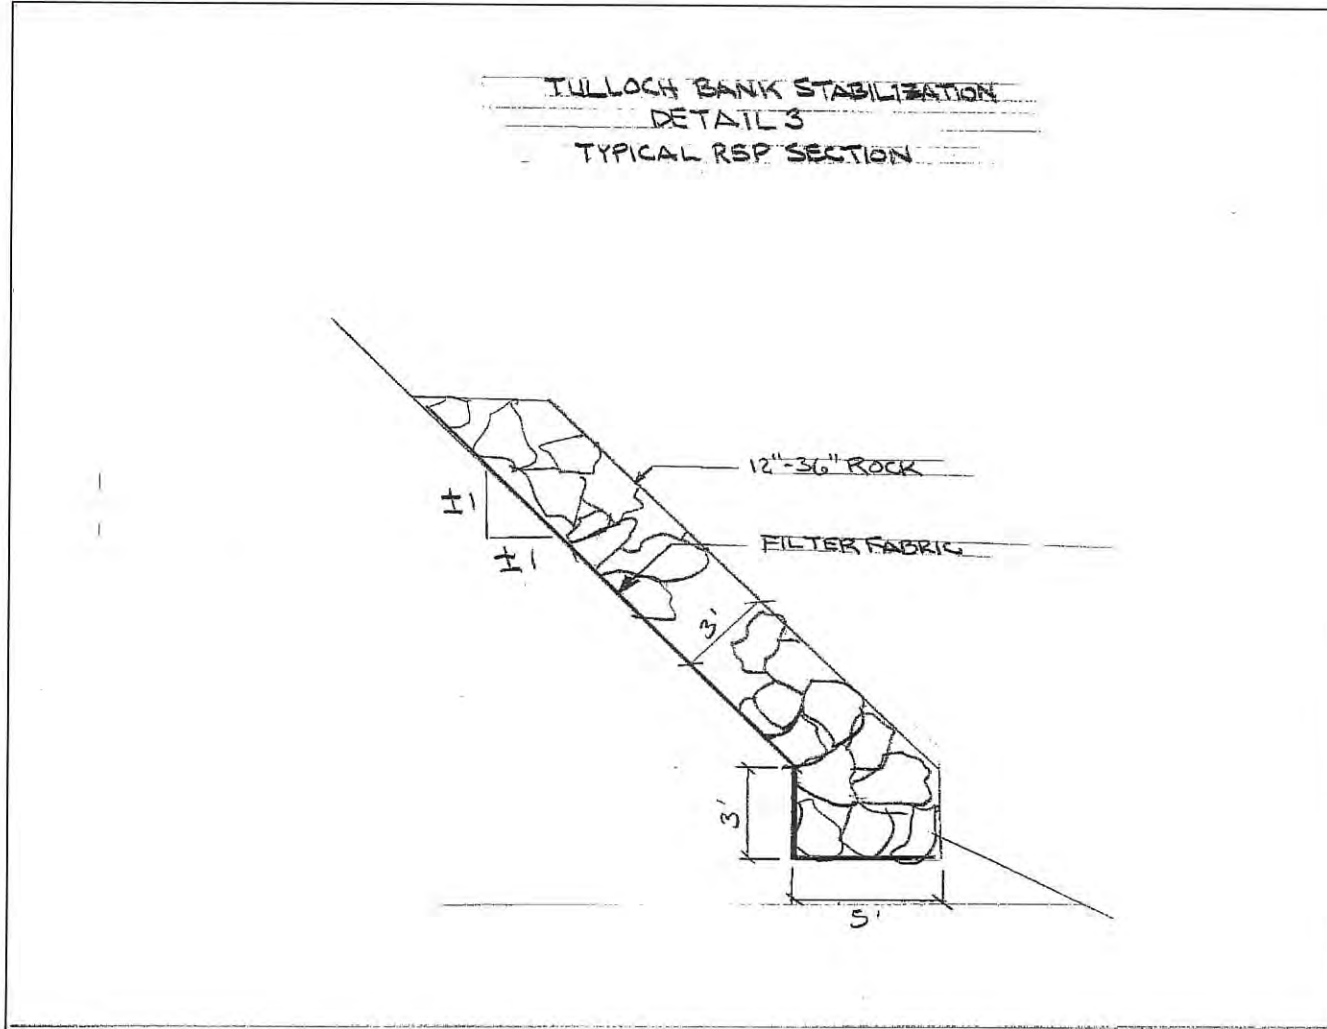 TULLOCH BANK STABILIZATION
DETAIL 3
TYPICAL RSP SECTION
12"-36" ROCK
±1
±1
FILTER FABRIC
3'
3'
5'